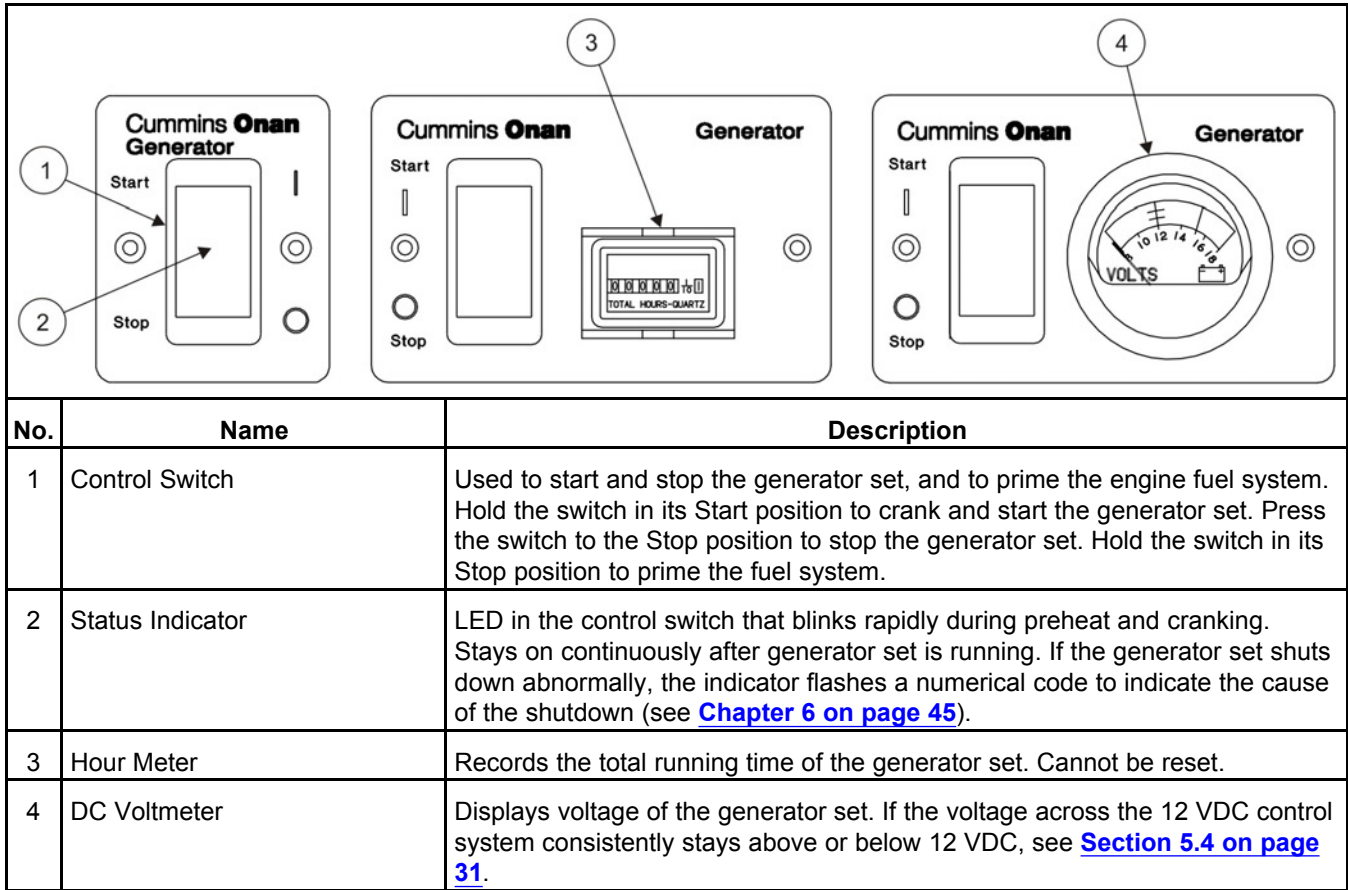 3
4
Cummins Onan
Generator
1
Start
2
Stop
Cummins Onan Generator
Start
0 0 0 0 0 1/10 1
TOTAL HOURS-QUARTZ
Stop
Cummins Onan Generator
Start
8 10 12 14 16 18
VOLTS
- +
Stop
No. Name Description
1 Control Switch Used to start and stop the generator set, and to prime the engine fuel system.
Hold the switch in its Start position to crank and start the generator set. Press
the switch to the Stop position to stop the generator set. Hold the switch in its
Stop position to prime the fuel system.
2 Status Indicator LED in the control switch that blinks rapidly during preheat and cranking.
Stays on continuously after generator set is running. If the generator set shuts
down abnormally, the indicator flashes a numerical code to indicate the cause
of the shutdown (see Chapter 6 on page 45).
3 Hour Meter Records the total running time of the generator set. Cannot be reset.
4 DC Voltmeter Displays voltage of the generator set. If the voltage across the 12 VDC control
system consistently stays above or below 12 VDC, see Section 5.4 on page
31.